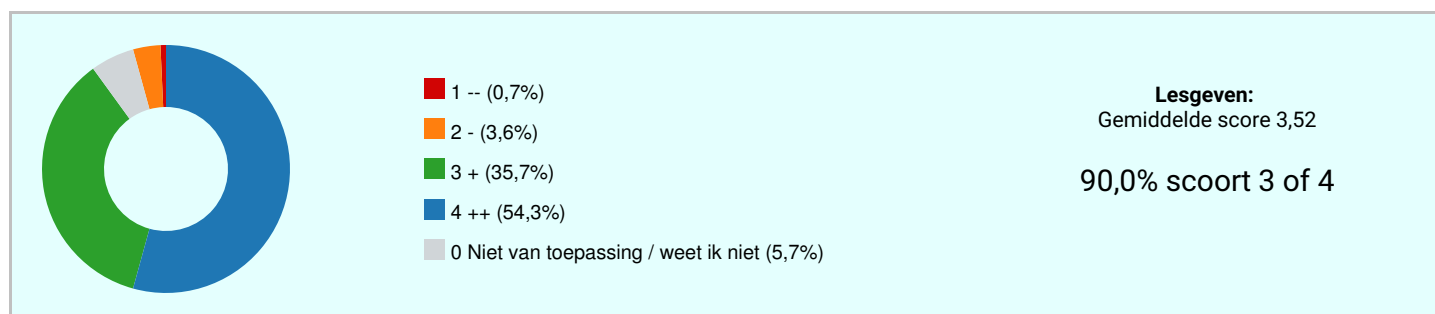 1 -- (0,7%)
2 - (3,6%)
3 + (35,7%)
4 ++ (54,3%)
0 Niet van toepassing / weet ik niet (5,7%)
Lesgeven:
Gemiddelde score 3,52
90,0% scoort 3 of 4